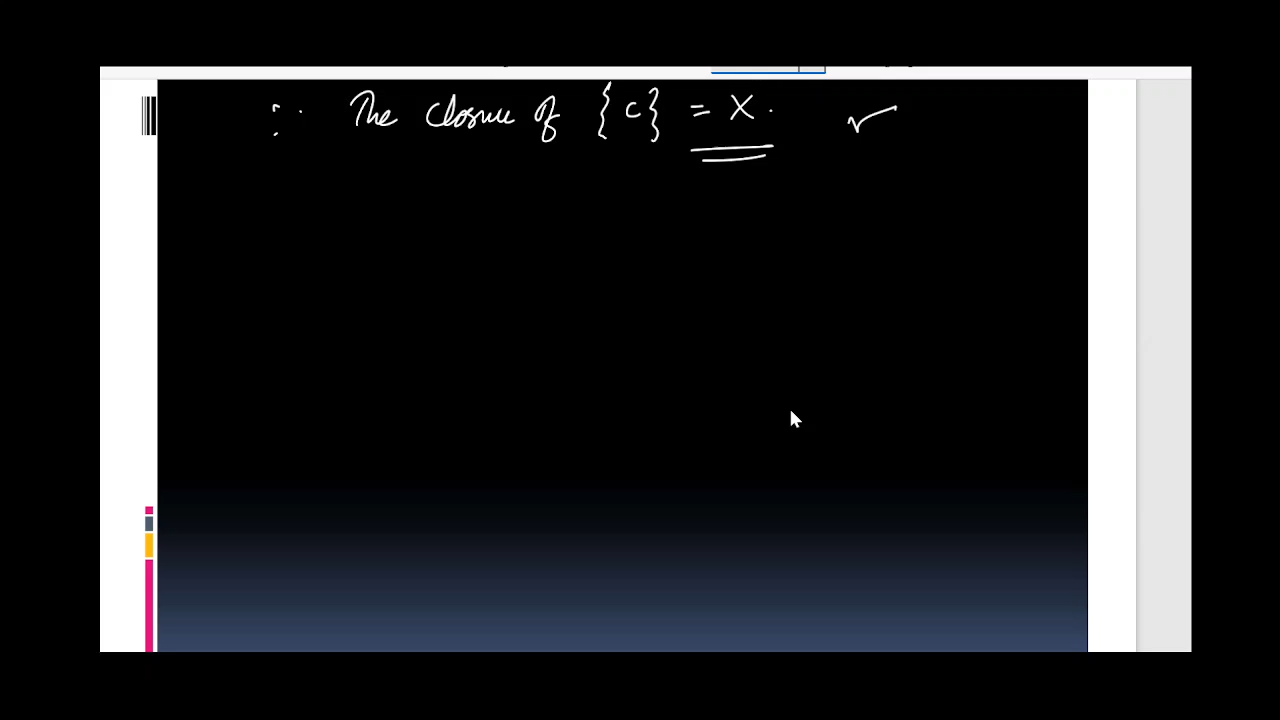 ∴ The closure of {c} = X. ✓